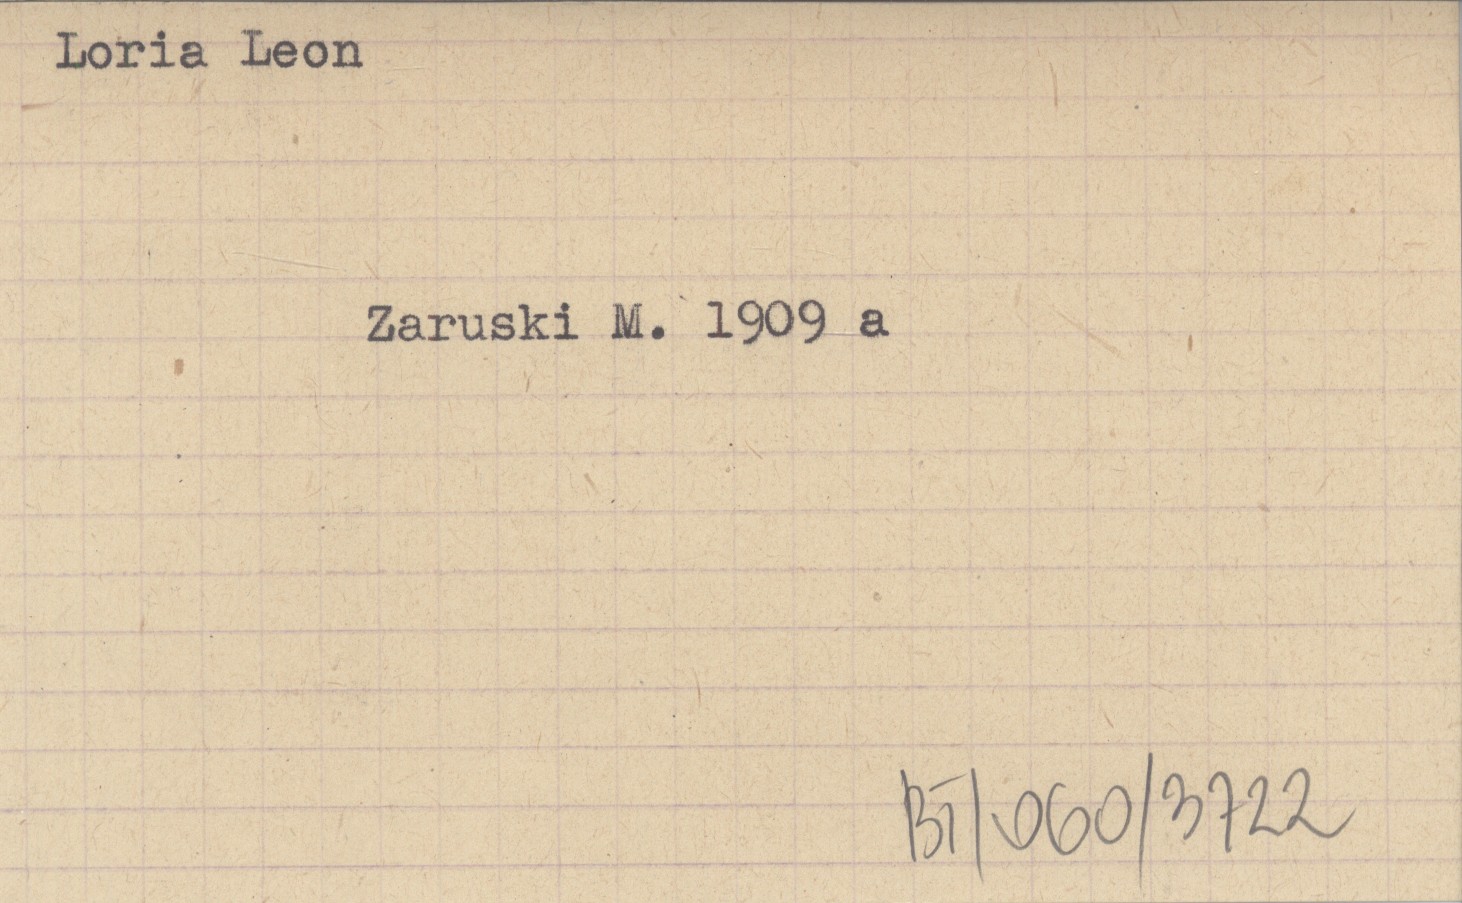 Loria Leon
Zaruski M. 1909 a
BT/060/3722